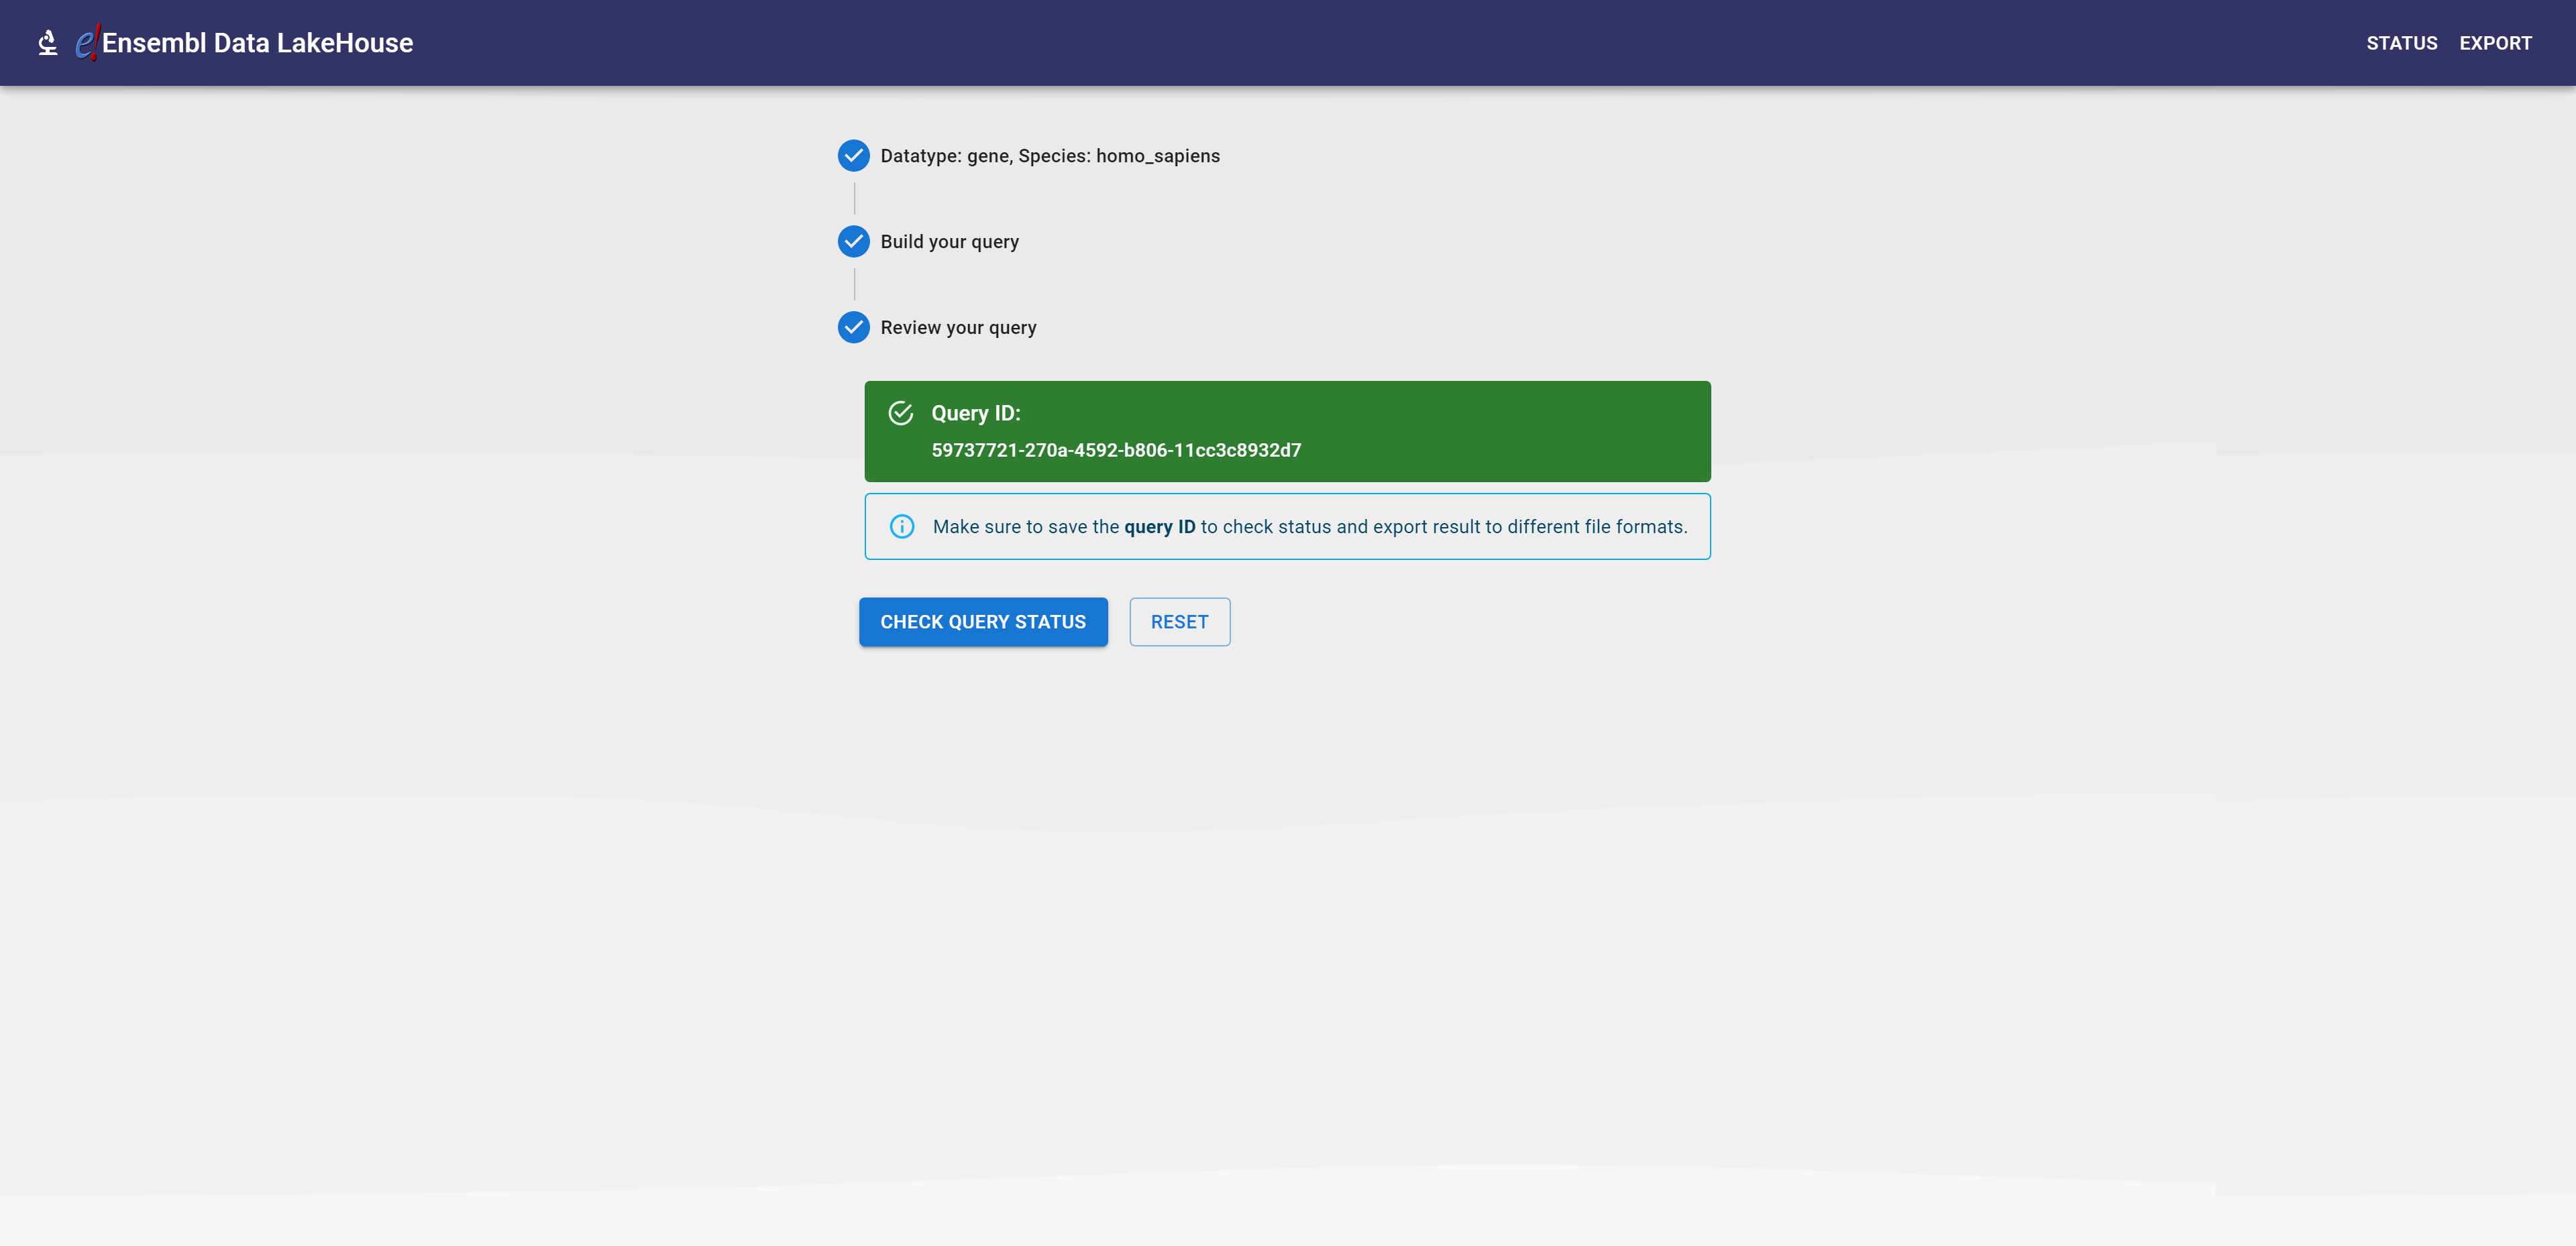 e!Ensembl Data LakeHouse
STATUS EXPORT
Datatype: gene, Species: homo_sapiens
Build your query
Review your query
Query ID:
59737721-270a-4592-b806-11cc3c8932d7
Make sure to save the query ID to check status and export result to different file formats.
CHECK QUERY STATUS RESET